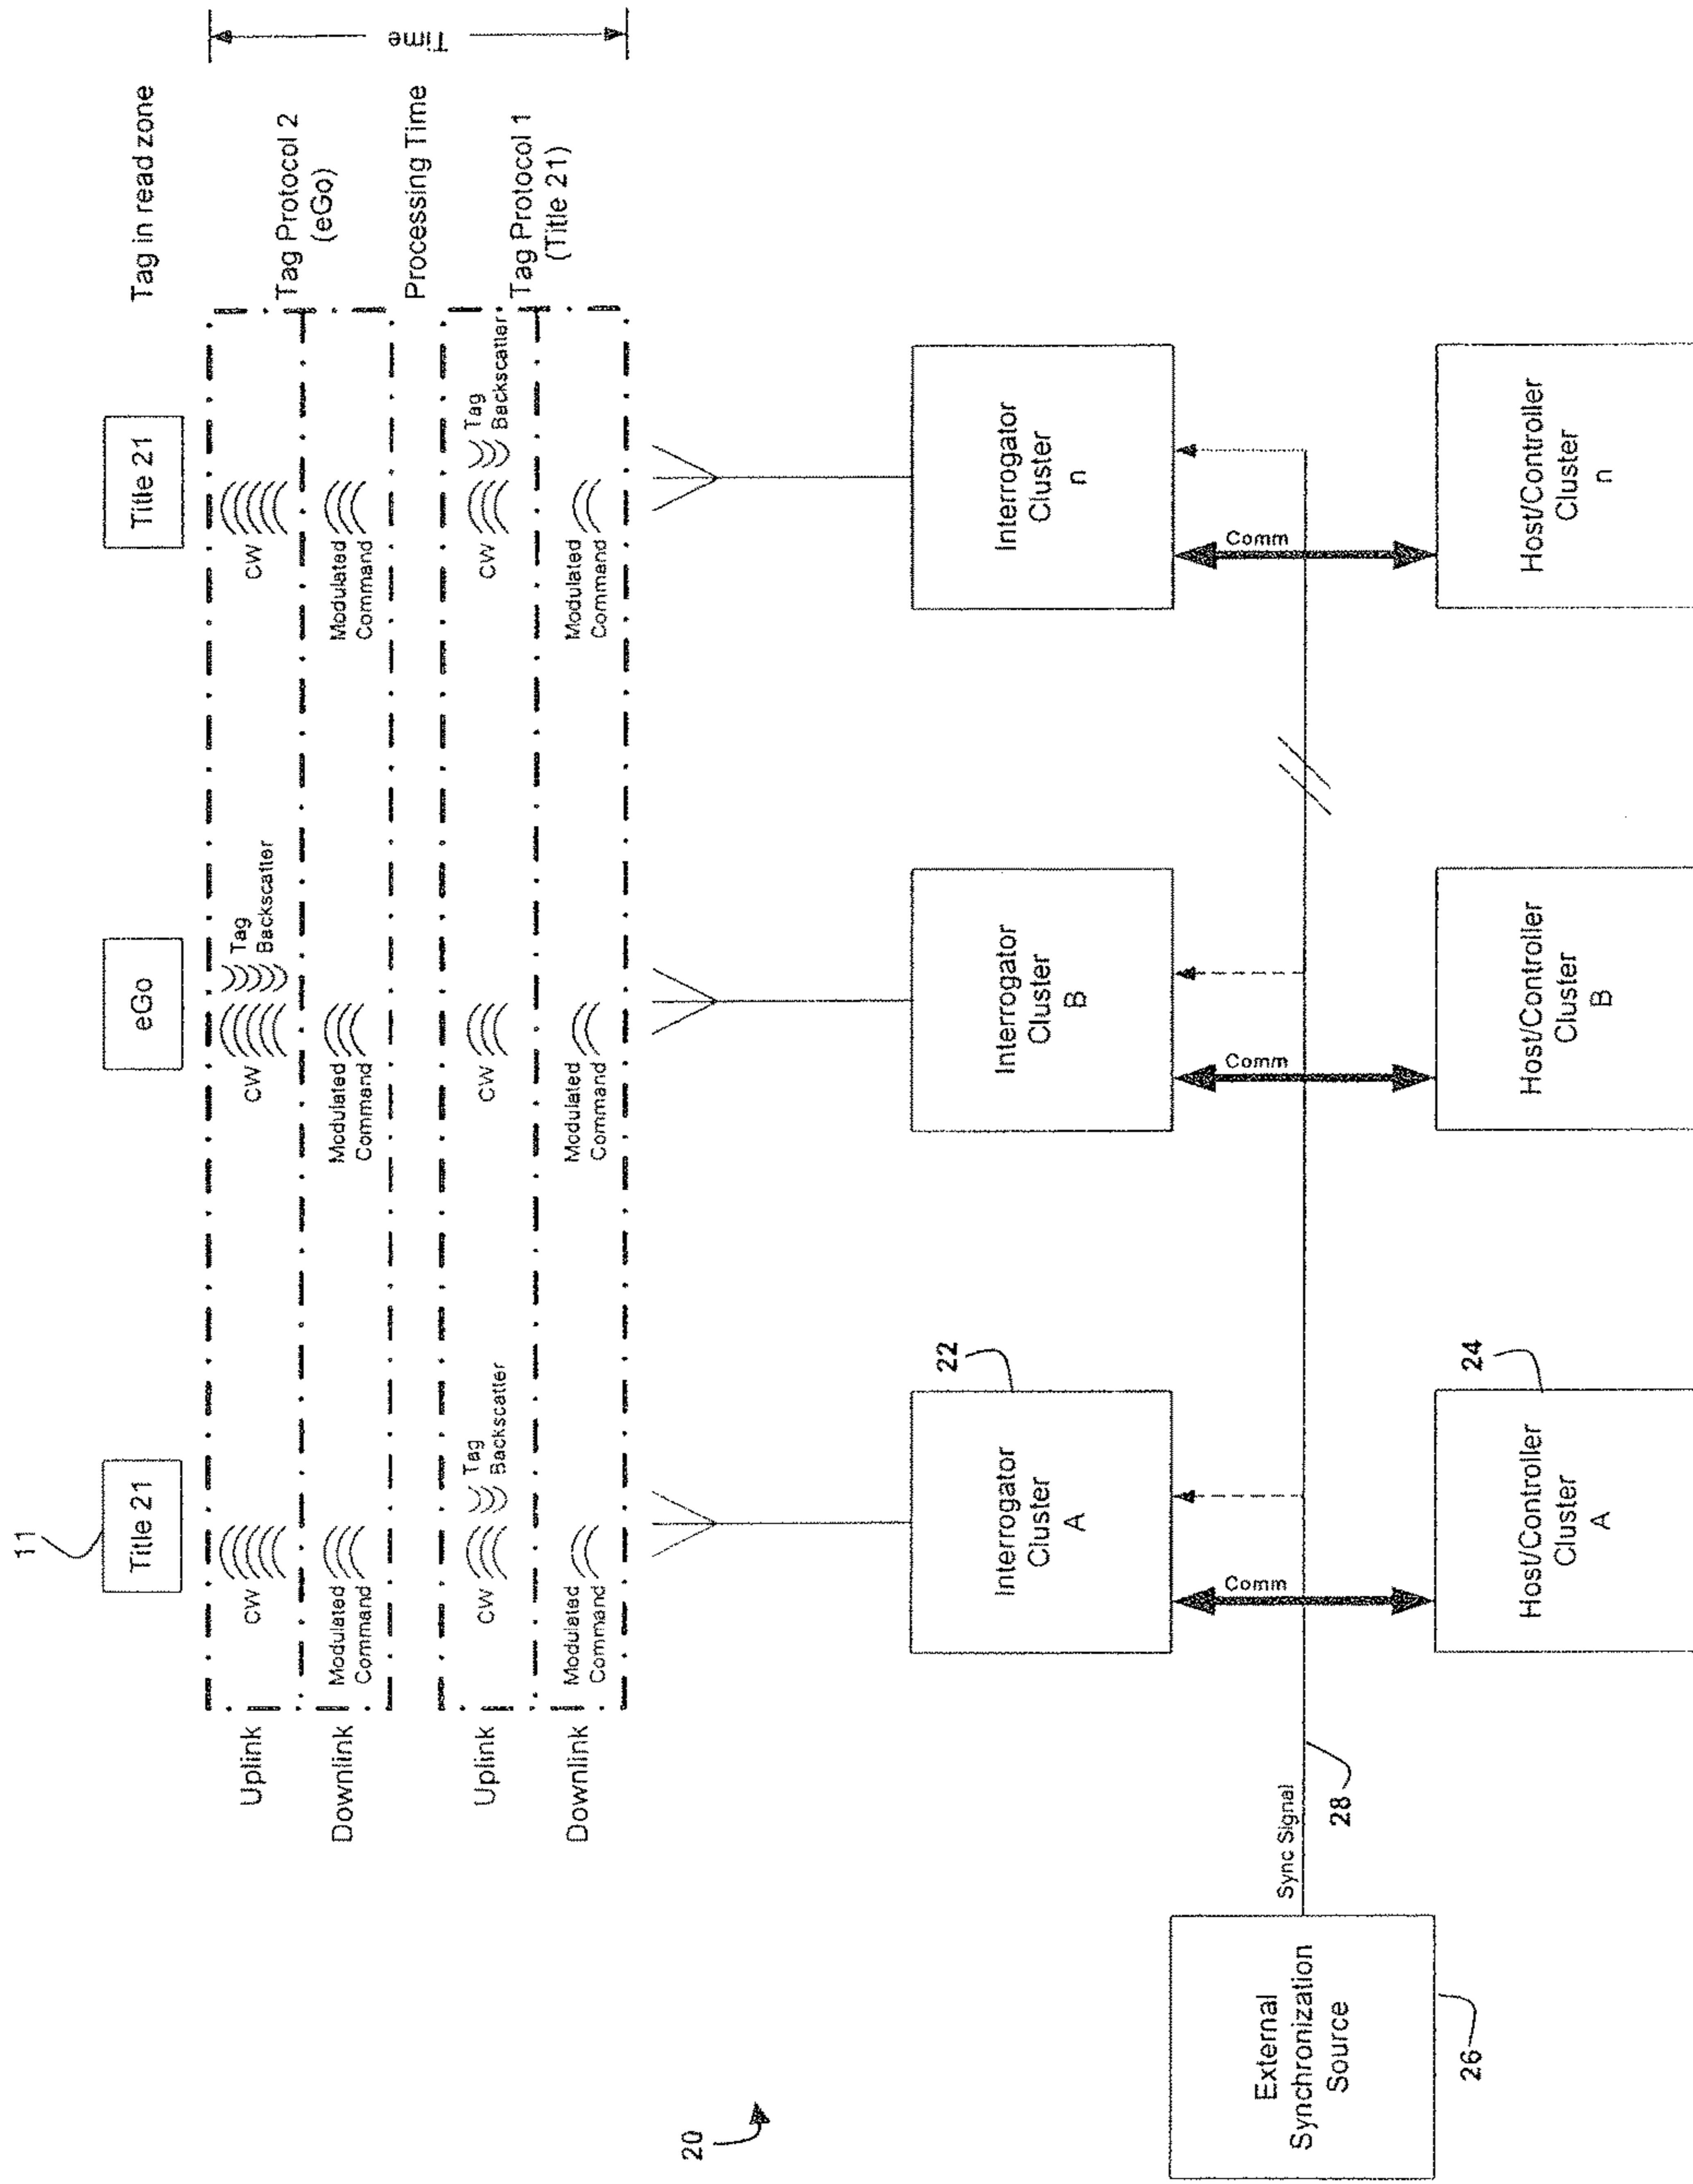 11
Title 21
eGo
Title 21
Tag in read zone
Uplink
CW
CW
Tag
Backscatter
CW
Tag Protocol 2
(eGo)
Time
Downlink
Modulated
Command
Modulated
Command
Modulated
Command
Processing Time
Uplink
CW
Tag
Backscatter
CW
CW
Tag
Backscatter
Tag Protocol 1
(Title 21)
Downlink
Modulated
Command
Modulated
Command
Modulated
Command
22
Interrogator
Cluster
A
Interrogator
Cluster
B
Interrogator
Cluster
n
Comm
Comm
Comm
Sync Signal
28
External
Synchronization
Source
26
20
24
Host/Controller
Cluster
A
Host/Controller
Cluster
B
Host/Controller
Cluster
n